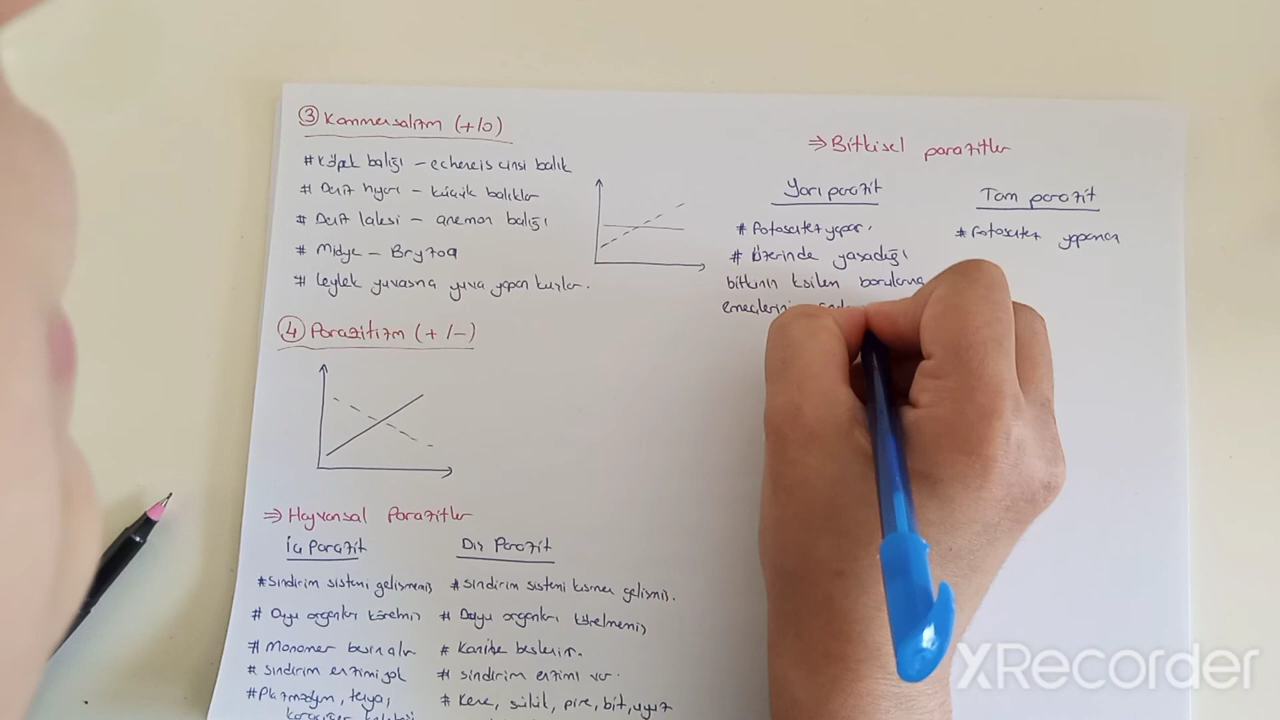 ③ Kommensalizm (+/0)
# Köpek balığı – echeneis cinsi balık
# Deniz hıyarı – küçük balıklar
# Deniz lalesi – anemon balığı
# Midye – Bryzoa
# Leylek yuvasına yuva yapan kuşlar.
④ Parazitizm (+/−)
⇒ Hayvansal Parazitler
İç Parazit
# Sindirim sistemi gelişmemiş
# Duyu organları körelmiş
# Monomer besin alır
# Sindirim enzimi yok
# Plazmodyum, tenya,
karaciğer kelebeği
Dış Parazit
# Sindirim sistemi kısmen gelişmiş.
# Duyu organları körelmemiş
# Kanla beslenir.
# Sindirim enzimi var.
# Kene, sülük, pire, bit, uyuz
⇒ Bitkisel parazitler
Yarı parazit
* Fotosentez yapar.
# Üzerinde yaşadığı
bitkinin ksilem borularına
emeçlerini
Tam parazit
* Fotosentez yapamaz
XRecorder